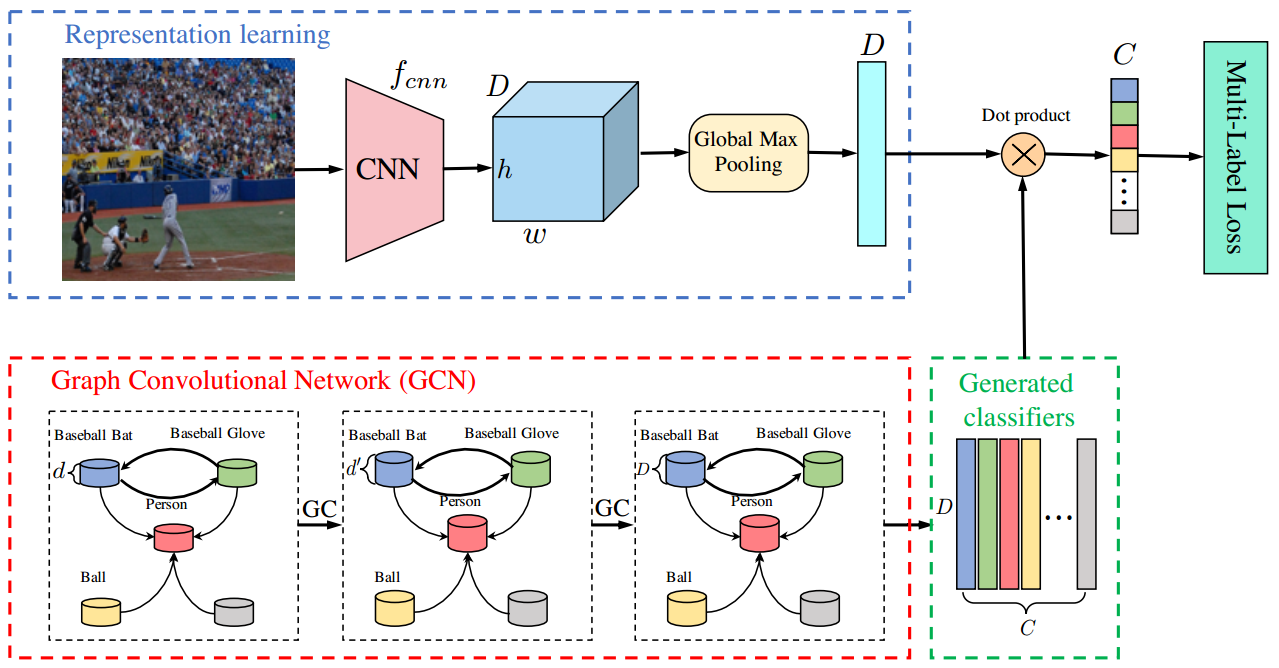 Representation learning
f_cnn
CNN
D
h
w
Global Max
Pooling
D
Dot product
C
Multi-Label Loss
Graph Convolutional Network (GCN)
Baseball Bat
Baseball Glove
d
Person
Ball
GC
Baseball Bat
Baseball Glove
d′
Person
Ball
GC
Baseball Bat
Baseball Glove
D
Person
Ball
Generated
classifiers
D
...
C